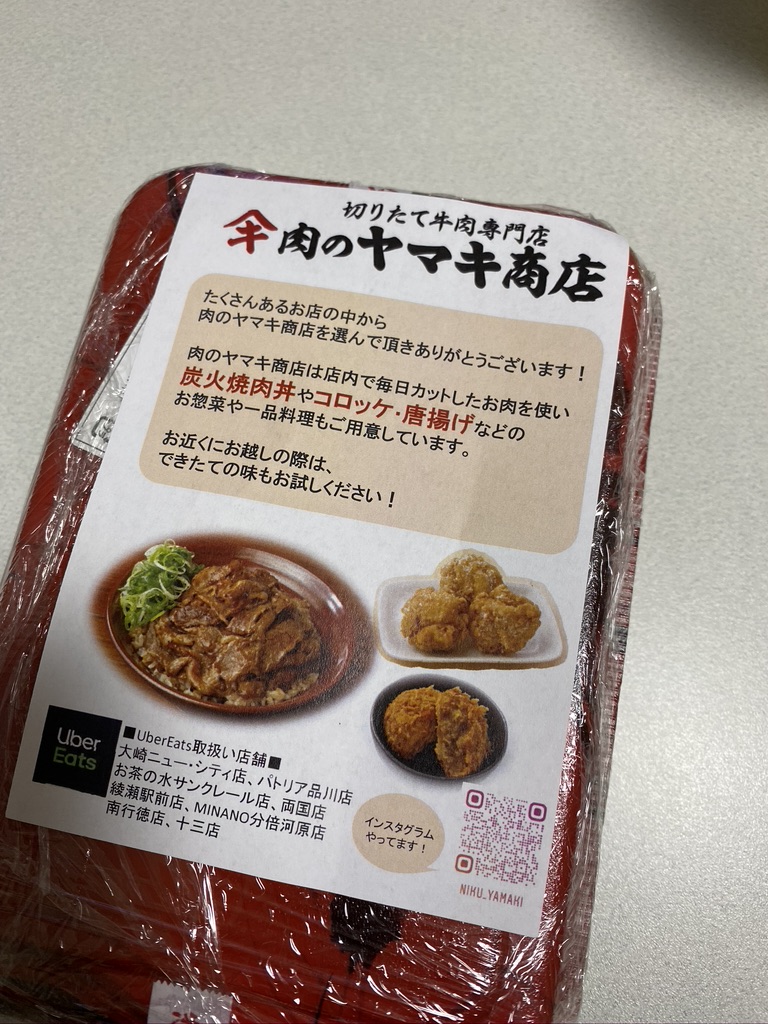 切りたて牛肉専門店
肉のヤマキ商店
たくさんあるお店の中から
肉のヤマキ商店を選んで頂きありがとうございます！
肉のヤマキ商店は店内で毎日カットしたお肉を使い
炭火焼肉丼やコロッケ・唐揚げなどの
お惣菜や一品料理もご用意しています。
お近くにお越しの際は、
できたての味もお試しください！
Uber
Eats
■UberEats取扱い店舗■
大崎ニュー・シティ店、パトリア品川店
お茶の水サンクレール店、両国店
綾瀬駅前店、MINANO分倍河原店
南行徳店、十三店
インスタグラム
やってます！
NIKU_YAMAKI